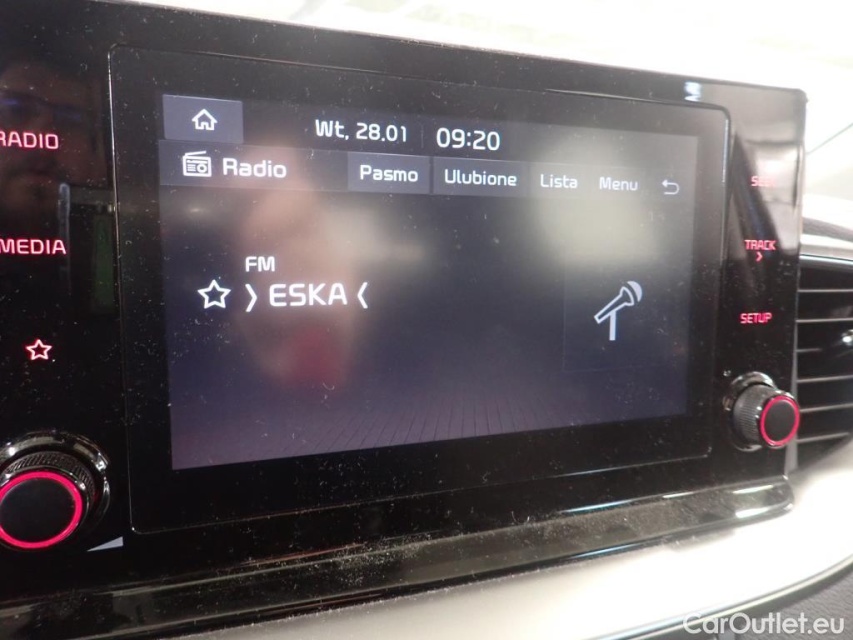 Wt, 28.01 09:20
RADIO
Radio Pasmo Ulubione Lista Menu
MEDIA
TRACK
FM
❯ ESKA ❮
SETUP
CarOutlet.eu